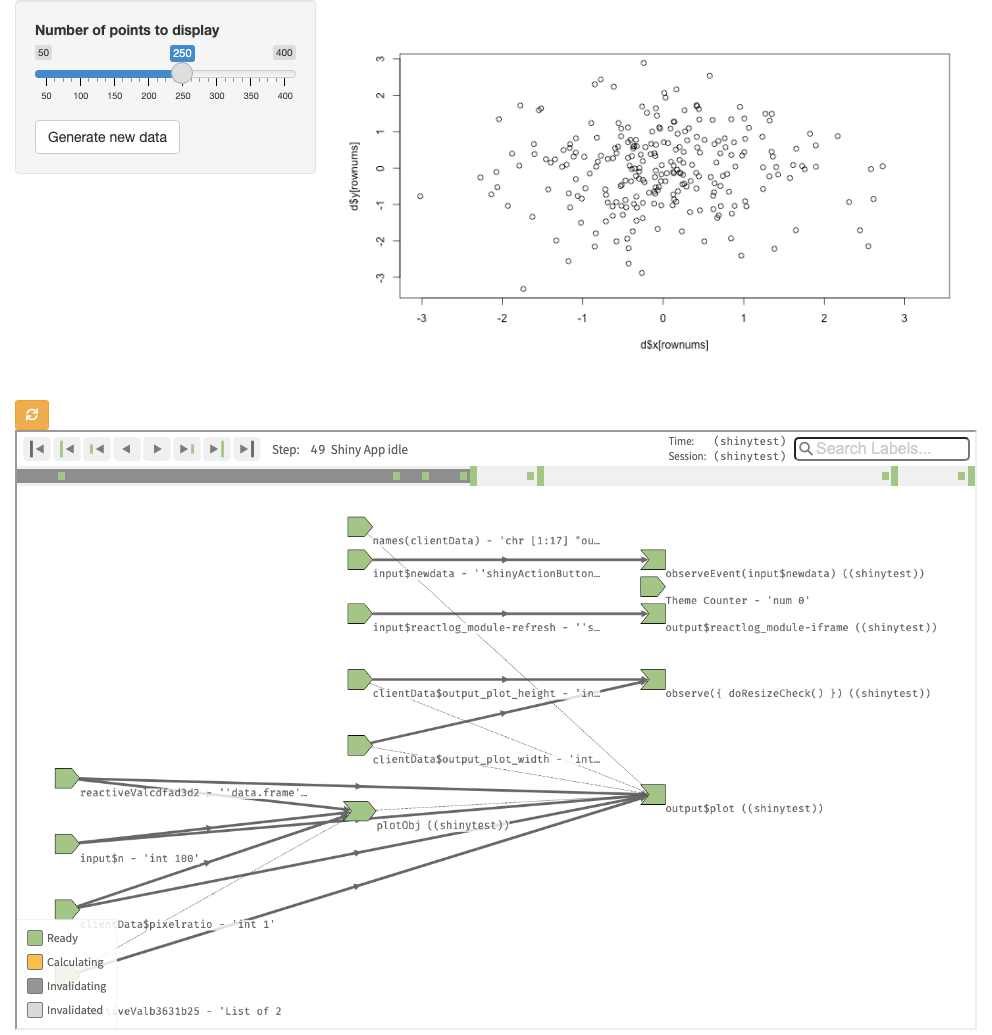 Number of points to display
50 250 400
50 100 150 200 250 300 350 400
Generate new data
3
2
1
0
-1
-2
-3
d$y[rownums]
-3 -2 -1 0 1 2 3
d$x[rownums]
Step: 49 Shiny App idle
Time: (shinytest)
Session: (shinytest)
Search Labels...
names(clientData) - 'chr [1:17] "ou…
input$newdata - ''shinyActionButton…
observeEvent(input$newdata) ((shinytest))
Theme Counter - 'num 0'
input$reactlog_module-refresh - ''s…
output$reactlog_module-iframe ((shinytest))
clientData$output_plot_height - 'in…
observe({ doResizeCheck() }) ((shinytest))
clientData$output_plot_width - 'int…
reactiveValcdfad3d2 - ''data.frame'…
output$plot ((shinytest))
plotObj ((shinytest))
input$n - 'int 100'
clientData$pixelratio - 'int 1'
Ready
Calculating
Invalidating
Invalidated
tiveValb3631b25 - 'List of 2